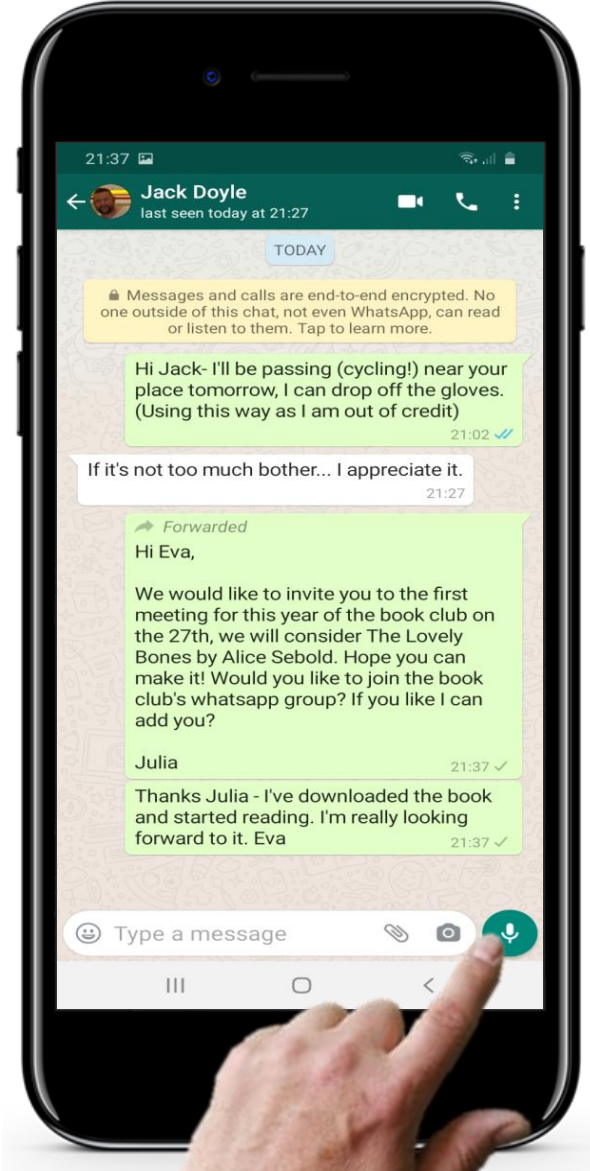 21:37
Jack Doyle
last seen today at 21:27
TODAY
Messages and calls are end-to-end encrypted. No
one outside of this chat, not even WhatsApp, can read
or listen to them. Tap to learn more.
Hi Jack- I'll be passing (cycling!) near your
place tomorrow, I can drop off the gloves.
(Using this way as I am out of credit)
21:02
If it's not too much bother... I appreciate it.
21:27
Forwarded
Hi Eva,
We would like to invite you to the first
meeting for this year of the book club on
the 27th, we will consider The Lovely
Bones by Alice Sebold. Hope you can
make it! Would you like to join the book
club's whatsapp group? If you like I can
add you?
Julia
21:37
Thanks Julia - I've downloaded the book
and started reading. I'm really looking
forward to it. Eva
21:37
Type a message